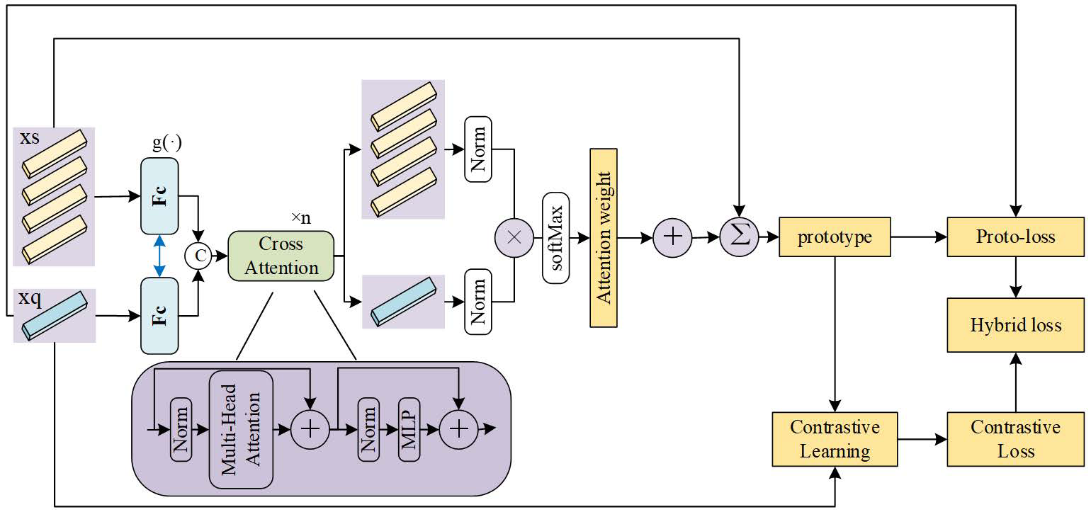 xs
g(·)
Fc
xq
Fc
C
×n
Cross
Attention
Norm
Norm
×
softMax
Attention weight
+
Σ
prototype
Proto-loss
Hybrid loss
Contrastive
Learning
Contrastive
Loss
Norm
Multi-Head
Attention
+
Norm
MLP
+